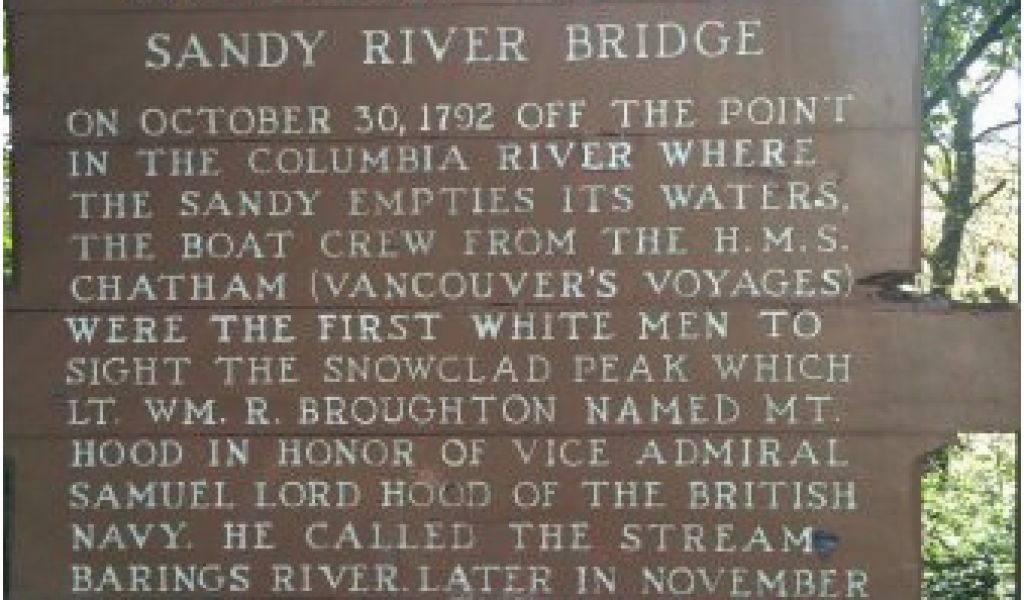 SANDY RIVER BRIDGE
ON OCTOBER 30, 1792 OFF THE POINT
IN THE COLUMBIA RIVER WHERE
THE SANDY EMPTIES ITS WATERS,
THE BOAT CREW FROM THE H.M.S.
CHATHAM (VANCOUVER'S VOYAGES)
WERE THE FIRST WHITE MEN TO
SIGHT THE SNOWCLAD PEAK WHICH
LT. WM. R. BROUGHTON NAMED MT.
HOOD IN HONOR OF VICE ADMIRAL
SAMUEL LORD HOOD OF THE BRITISH
NAVY. HE CALLED THE STREAM
BARINGS RIVER. LATER IN NOVEMBER